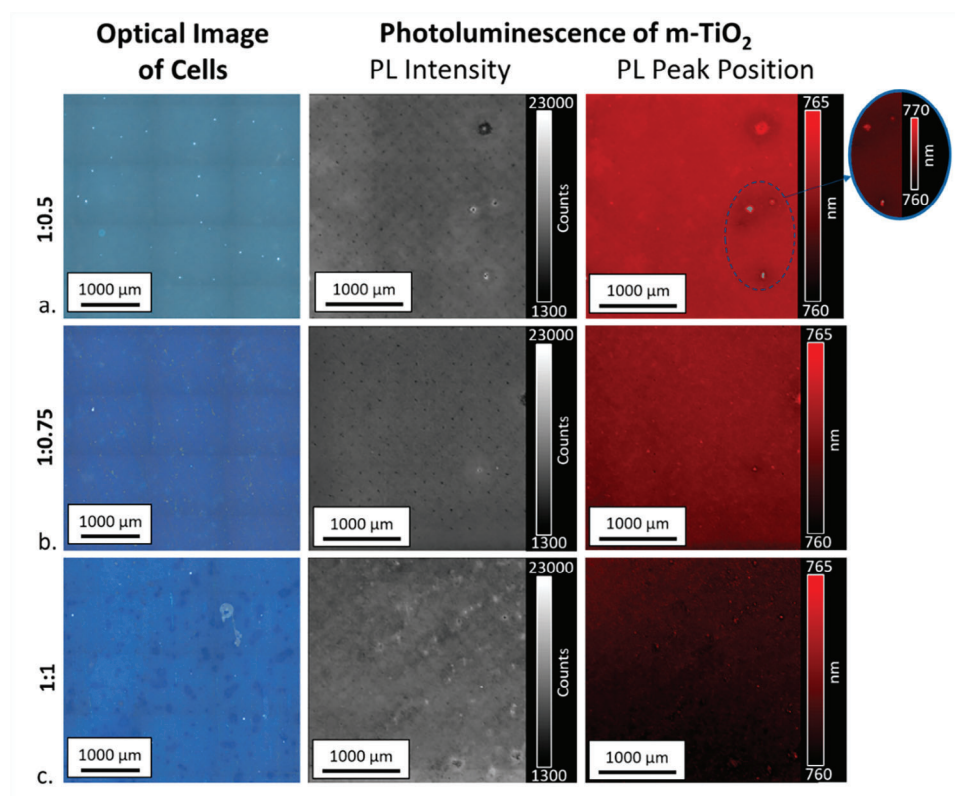 Optical Image
of Cells
Photoluminescence of m-TiO₂
PL Intensity
PL Peak Position
1:0.5
a.
1000 µm
1000 µm
23000
Counts
1300
1000 µm
765
nm
760
770
nm
760
1:0.75
b.
1000 µm
1000 µm
23000
Counts
1300
1000 µm
765
nm
760
1:1
c.
1000 µm
1000 µm
23000
Counts
1300
1000 µm
765
nm
760